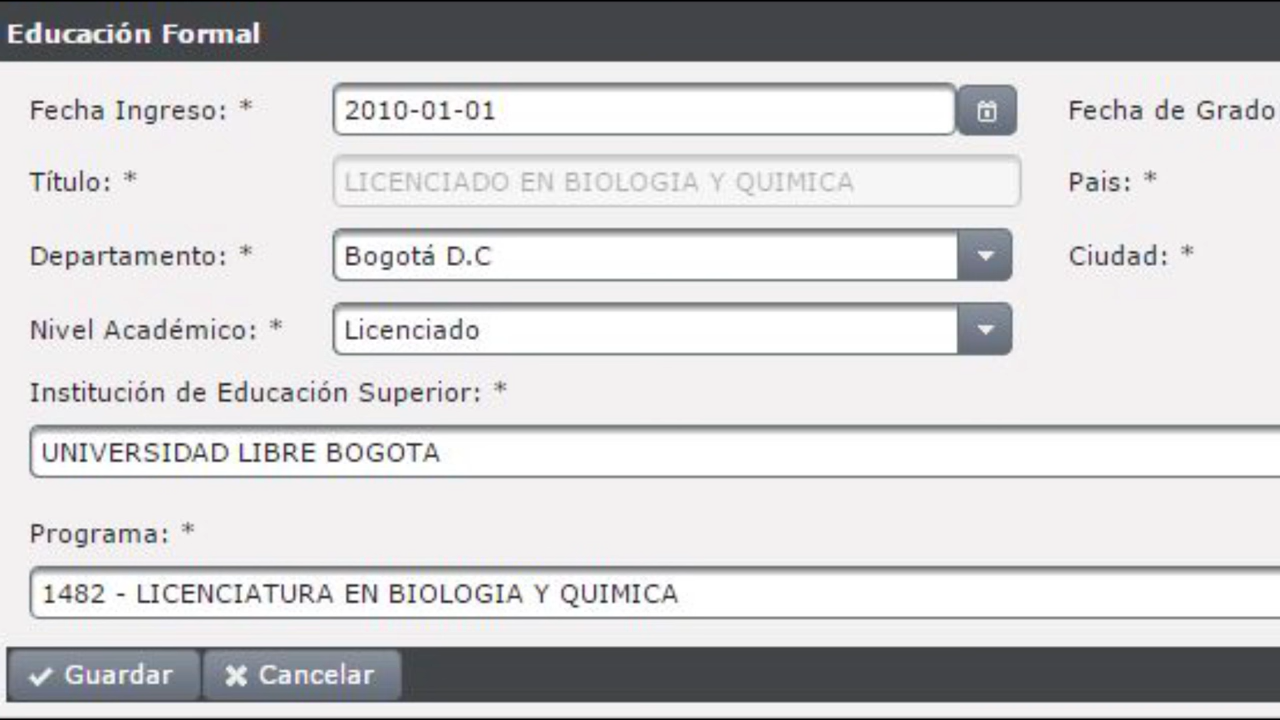 Educación Formal
Fecha Ingreso: * 2010-01-01 Fecha de Grado
Título: * LICENCIADO EN BIOLOGIA Y QUIMICA Pais: *
Departamento: * Bogotá D.C Ciudad: *
Nivel Académico: * Licenciado
Institución de Educación Superior: *
UNIVERSIDAD LIBRE BOGOTA
Programa: *
1482 - LICENCIATURA EN BIOLOGIA Y QUIMICA
Guardar Cancelar